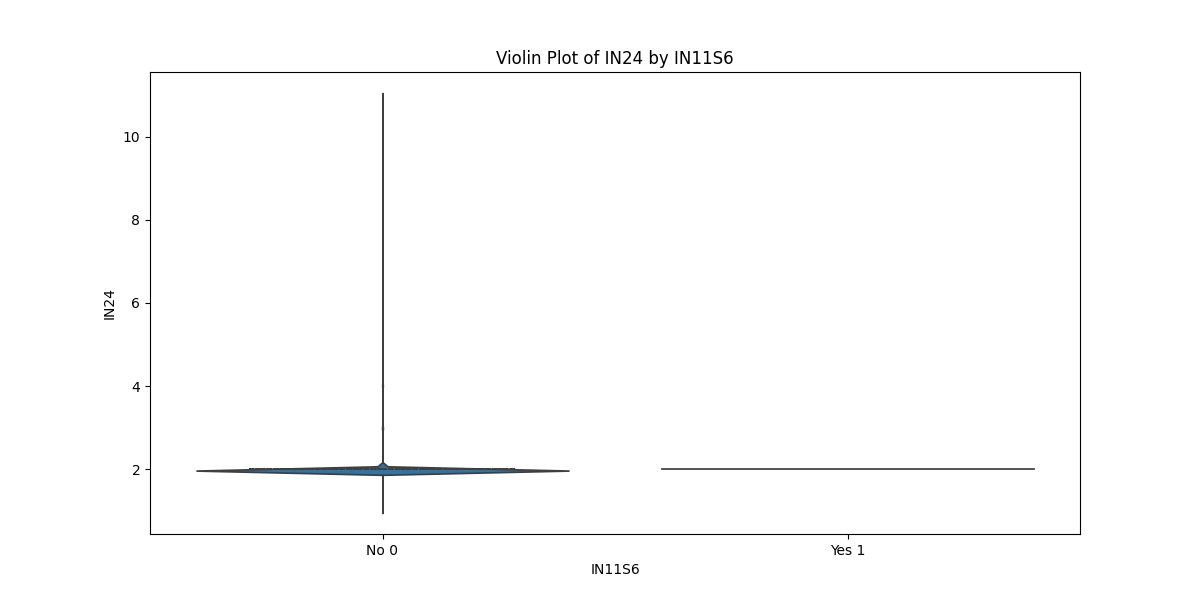 Violin Plot of IN24 by IN11S6
10
8
6
4
2
IN24
No 0
Yes 1
IN11S6